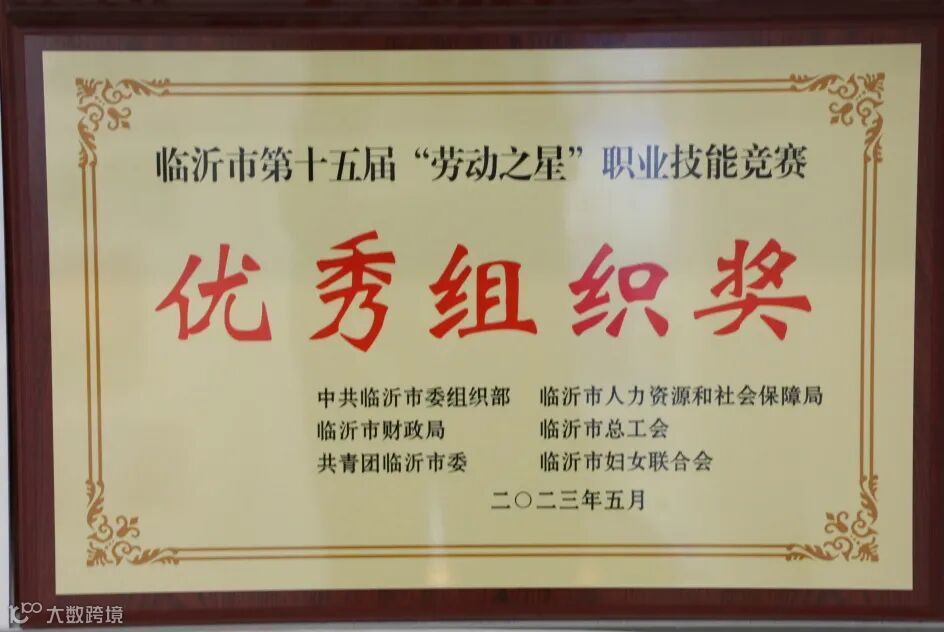 临沂市第十五届“劳动之星”职业技能竞赛
优秀组织奖
中共临沂市委组织部 临沂市人力资源和社会保障局
临沂市财政局 临沂市总工会
共青团临沂市委 临沂市妇女联合会
二〇二三年五月
大数跨境